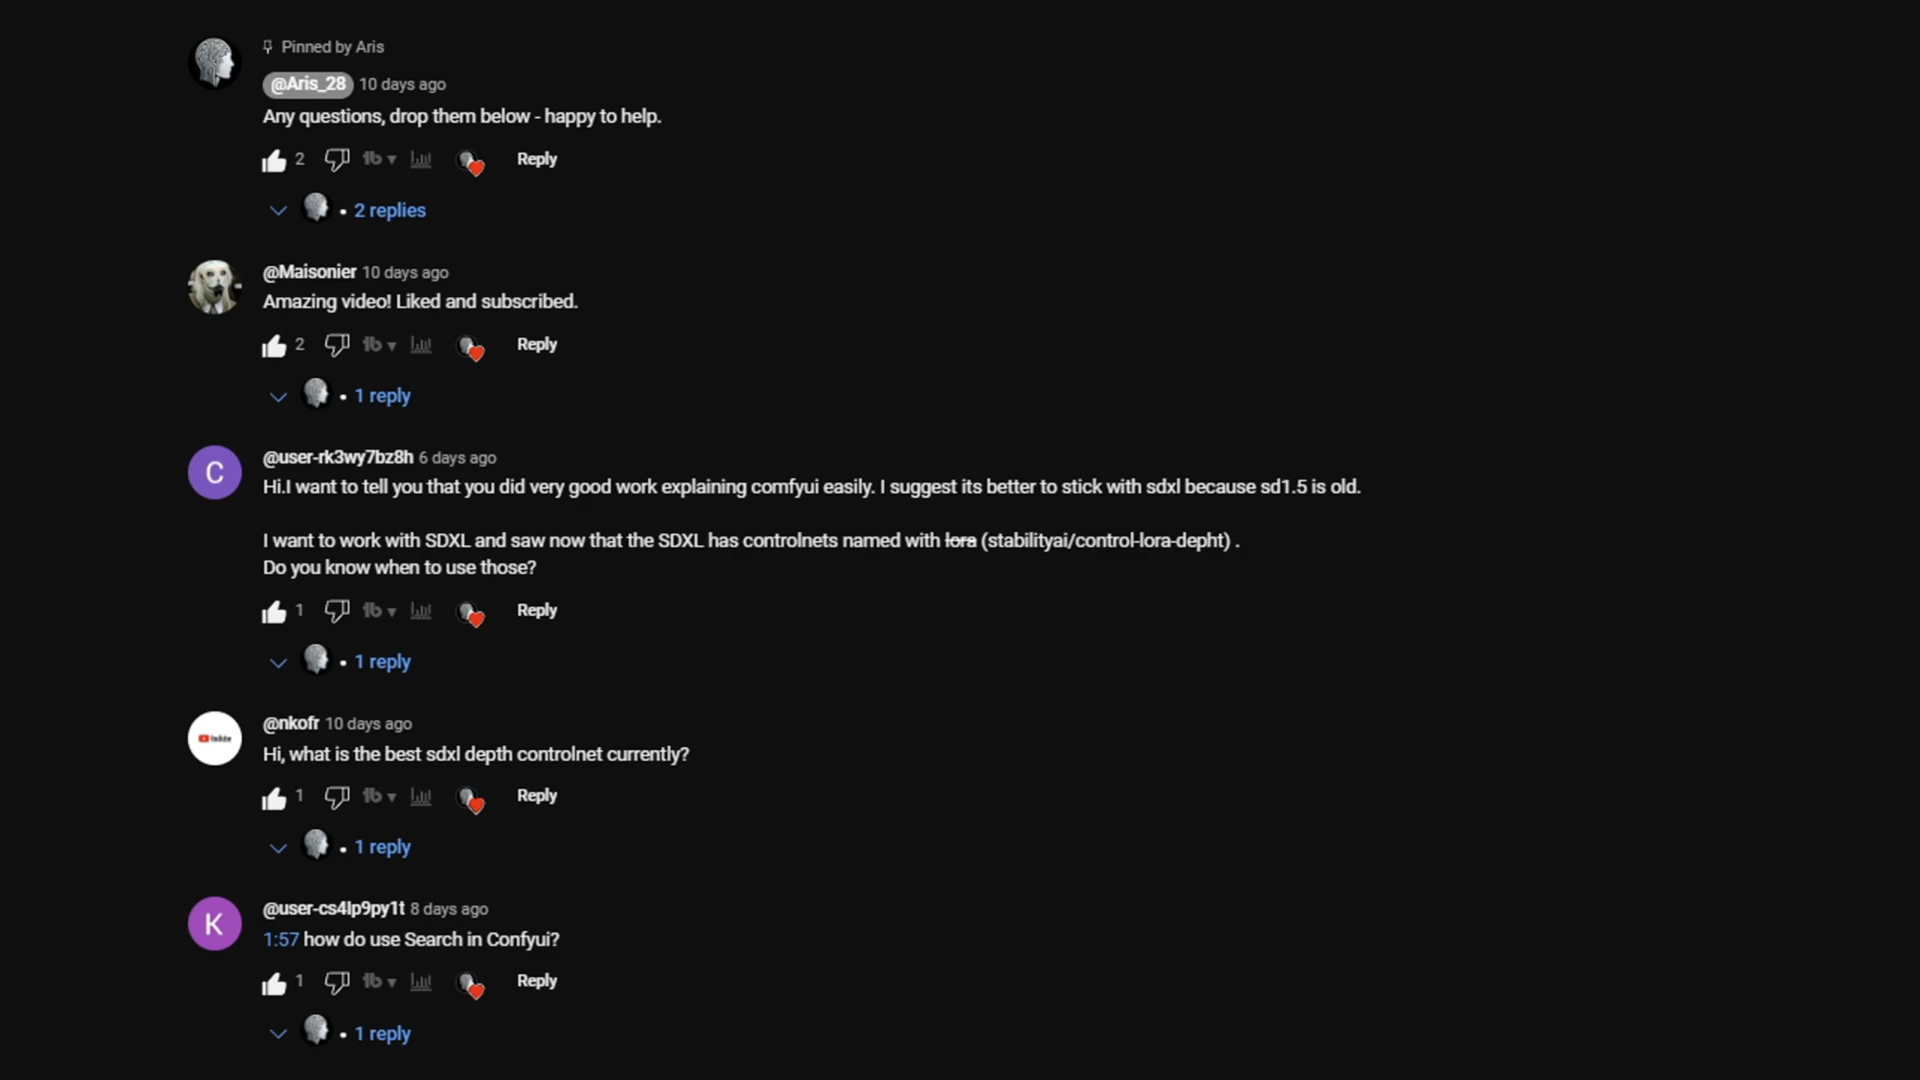 Pinned by Aris
@Aris_28 10 days ago
Any questions, drop them below - happy to help.
2 Reply
• 2 replies
@Maisonier 10 days ago
Amazing video! Liked and subscribed.
2 Reply
• 1 reply
C
@user-rk3wy7bz8h 6 days ago
Hi.I want to tell you that you did very good work explaining comfyui easily. I suggest its better to stick with sdxl because sd1.5 is old.
I want to work with SDXL and saw now that the SDXL has controlnets named with lora (stabilityai/control-lora-depht) .
Do you know when to use those?
1 Reply
• 1 reply
@nkofr 10 days ago
Hi, what is the best sdxl depth controlnet currently?
1 Reply
• 1 reply
K
@user-cs4lp9py1t 8 days ago
1:57 how do use Search in Confyui?
1 Reply
• 1 reply